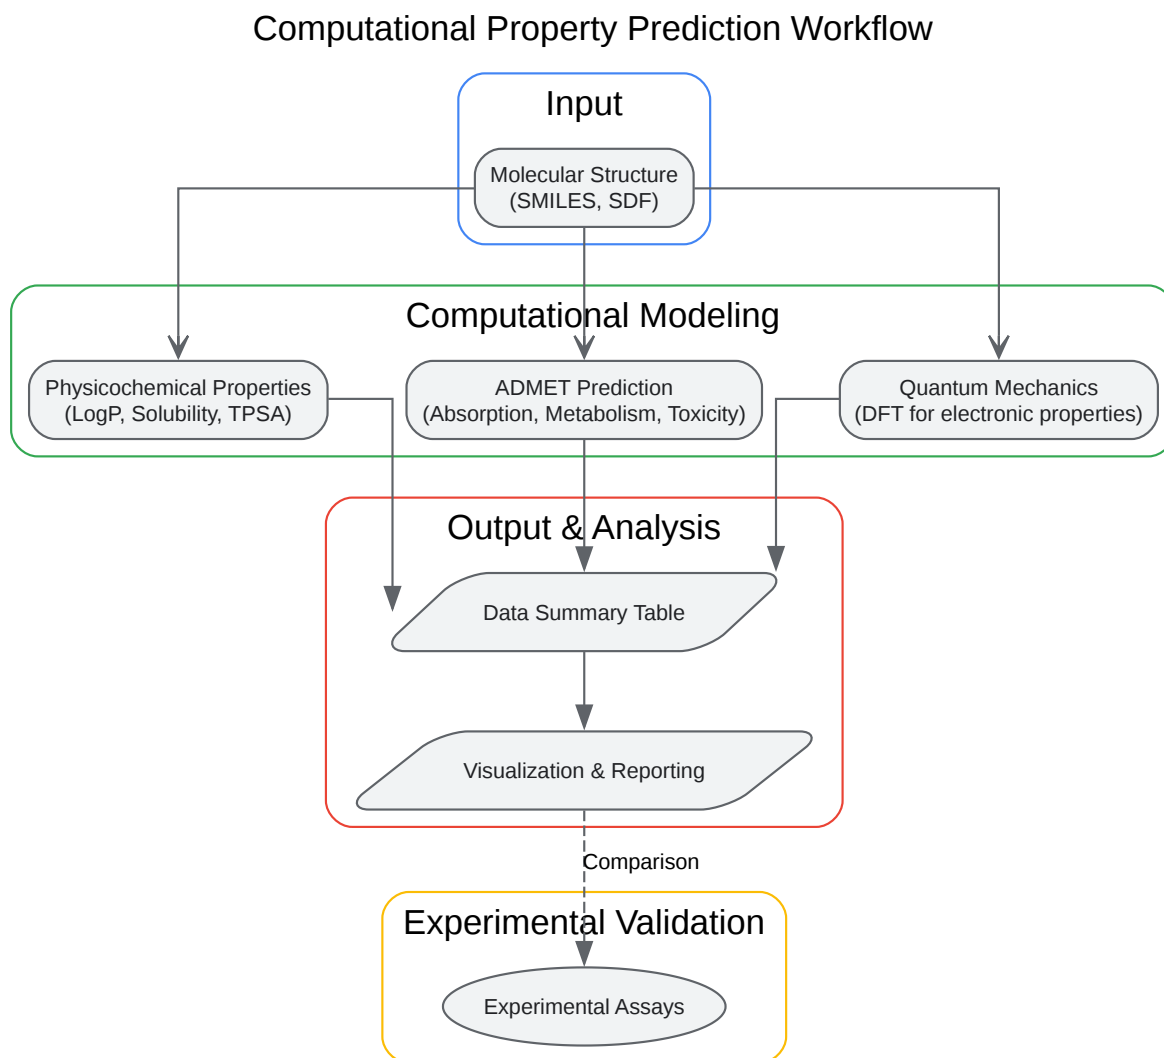 Computational Property Prediction Workflow
Input
Molecular Structure
(SMILES, SDF)
Computational Modeling
Physicochemical Properties
(LogP, Solubility, TPSA)
ADMET Prediction
(Absorption, Metabolism, Toxicity)
Quantum Mechanics
(DFT for electronic properties)
Output & Analysis
Data Summary Table
Visualization & Reporting
Comparison
Experimental Validation
Experimental Assays